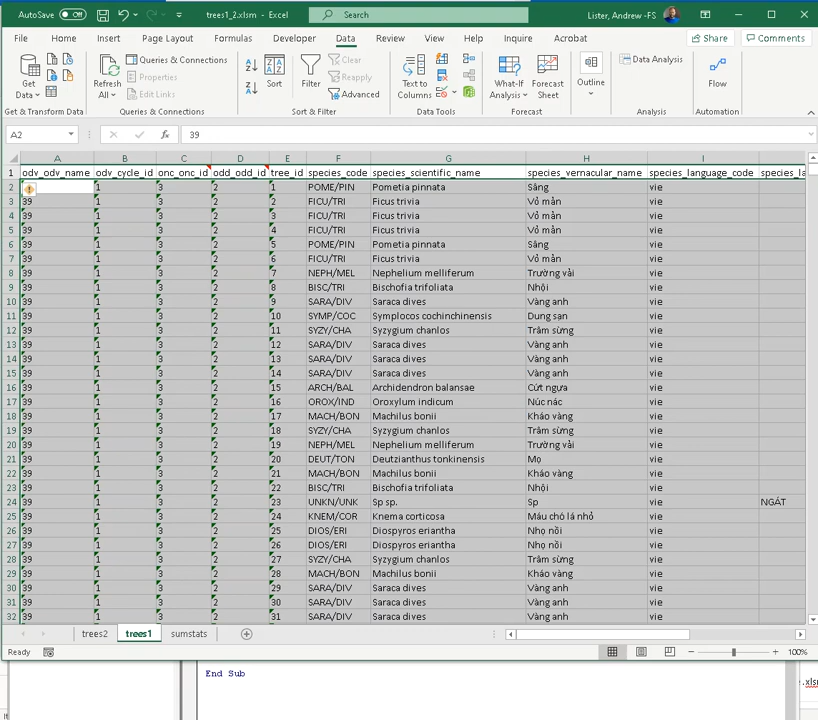 AutoSave Off trees1_2.xlsm - Excel Search Lister, Andrew -FS
File Home Insert Page Layout Formulas Developer Data Review View Help Inquire Acrobat Share Comments
Get Data Refresh All Queries & Connections Properties Edit Links Sort Filter Clear Reapply Advanced Text to Columns What-If Analysis Forecast Sheet Outline Data Analysis Flow
Get & Transform Data Queries & Connections Sort & Filter Data Tools Forecast Analysis Automation
A2 fx 39
A B C D E F G H I
1 odv_odv_name odv_cycle_id onc_onc_id odd_odd_id tree_id species_code species_scientific_name species_vernacular_name species_language_code species_la
2 1 3 2 1 POME/PIN Pometia pinnata Sâng vie
3 39 1 3 2 2 FICU/TRI Ficus trivia Vỏ mản vie
4 39 1 3 2 3 FICU/TRI Ficus trivia Vỏ mản vie
5 39 1 3 2 4 FICU/TRI Ficus trivia Vỏ mản vie
6 39 1 3 2 5 POME/PIN Pometia pinnata Sâng vie
7 39 1 3 2 6 FICU/TRI Ficus trivia Vỏ mản vie
8 39 1 3 2 7 NEPH/MEL Nephelium melliferum Trường vải vie
9 39 1 3 2 8 BISC/TRI Bischofia trifoliata Nhội vie
10 39 1 3 2 9 SARA/DIV Saraca dives Vàng anh vie
11 39 1 3 2 10 SYMP/COC Symplocos cochinchinensis Dung sạn vie
12 39 1 3 2 11 SYZY/CHA Syzygium chanlos Trâm sừng vie
13 39 1 3 2 12 SARA/DIV Saraca dives Vàng anh vie
14 39 1 3 2 13 SARA/DIV Saraca dives Vàng anh vie
15 39 1 3 2 14 SARA/DIV Saraca dives Vàng anh vie
16 39 1 3 2 15 ARCH/BAL Archidendron balansae Cứt ngựa vie
17 39 1 3 2 16 OROX/IND Oroxylum indicum Núc nác vie
18 39 1 3 2 17 MACH/BON Machilus bonii Kháo vàng vie
19 39 1 3 2 18 SYZY/CHA Syzygium chanlos Trâm sừng vie
20 39 1 3 2 19 NEPH/MEL Nephelium melliferum Trường vải vie
21 39 1 3 2 20 DEUT/TON Deutzianthus tonkinensis Mọ vie
22 39 1 3 2 21 MACH/BON Machilus bonii Kháo vàng vie
23 39 1 3 2 22 BISC/TRI Bischofia trifoliata Nhội vie
24 39 1 3 2 23 UNKN/UNK Sp sp. Sp vie NGÁT
25 39 1 3 2 24 KNEM/COR Knema corticosa Máu chó lá nhỏ vie
26 39 1 3 2 25 DIOS/ERI Diospyros eriantha Nhọ nồi vie
27 39 1 3 2 26 DIOS/ERI Diospyros eriantha Nhọ nồi vie
28 39 1 3 2 27 SYZY/CHA Syzygium chanlos Trâm sừng vie
29 39 1 3 2 28 MACH/BON Machilus bonii Kháo vàng vie
30 39 1 3 2 29 SARA/DIV Saraca dives Vàng anh vie
31 39 1 3 2 30 SARA/DIV Saraca dives Vàng anh vie
32 39 1 3 2 31 SARA/DIV Saraca dives Vàng anh vie
trees2 trees1 sumstats
Ready 100%
End Sub
.xlsm